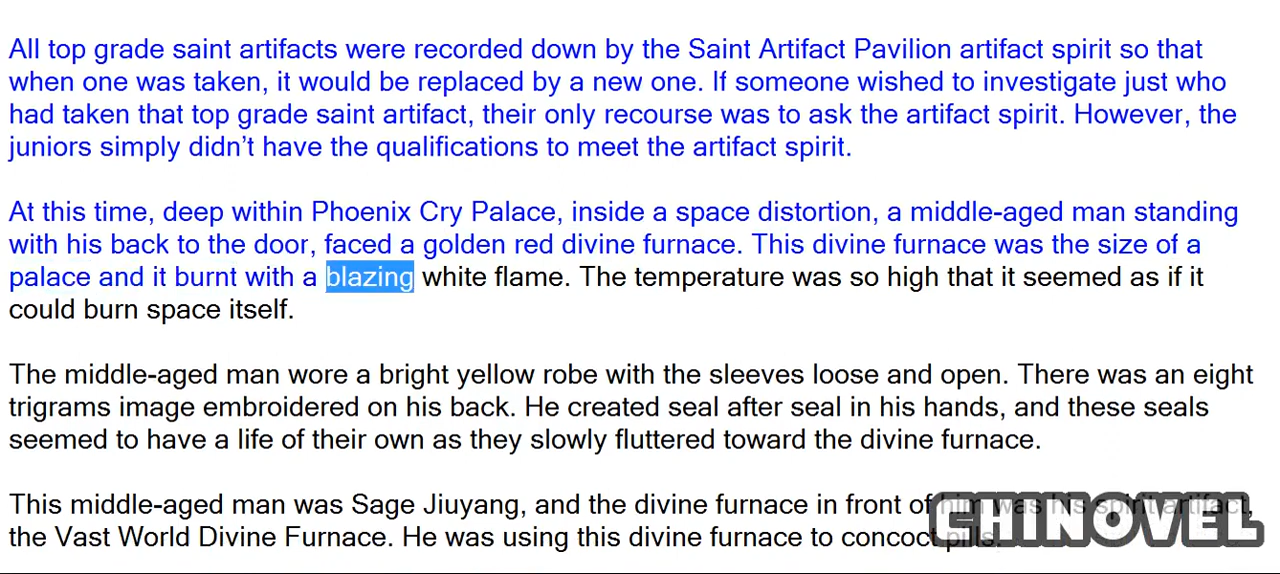 All top grade saint artifacts were recorded down by the Saint Artifact Pavilion artifact spirit so that
when one was taken, it would be replaced by a new one. If someone wished to investigate just who
had taken that top grade saint artifact, their only recourse was to ask the artifact spirit. However, the
juniors simply didn’t have the qualifications to meet the artifact spirit.
At this time, deep within Phoenix Cry Palace, inside a space distortion, a middle-aged man standing
with his back to the door, faced a golden red divine furnace. This divine furnace was the size of a
palace and it burnt with a blazing white flame. The temperature was so high that it seemed as if it
could burn space itself.
The middle-aged man wore a bright yellow robe with the sleeves loose and open. There was an eight
trigrams image embroidered on his back. He created seal after seal in his hands, and these seals
seemed to have a life of their own as they slowly fluttered toward the divine furnace.
This middle-aged man was Sage Jiuyang, and the divine furnace in front of him was his spirit artifact,
the Vast World Divine Furnace. He was using this divine furnace to concoct pills.
CHINOVEL